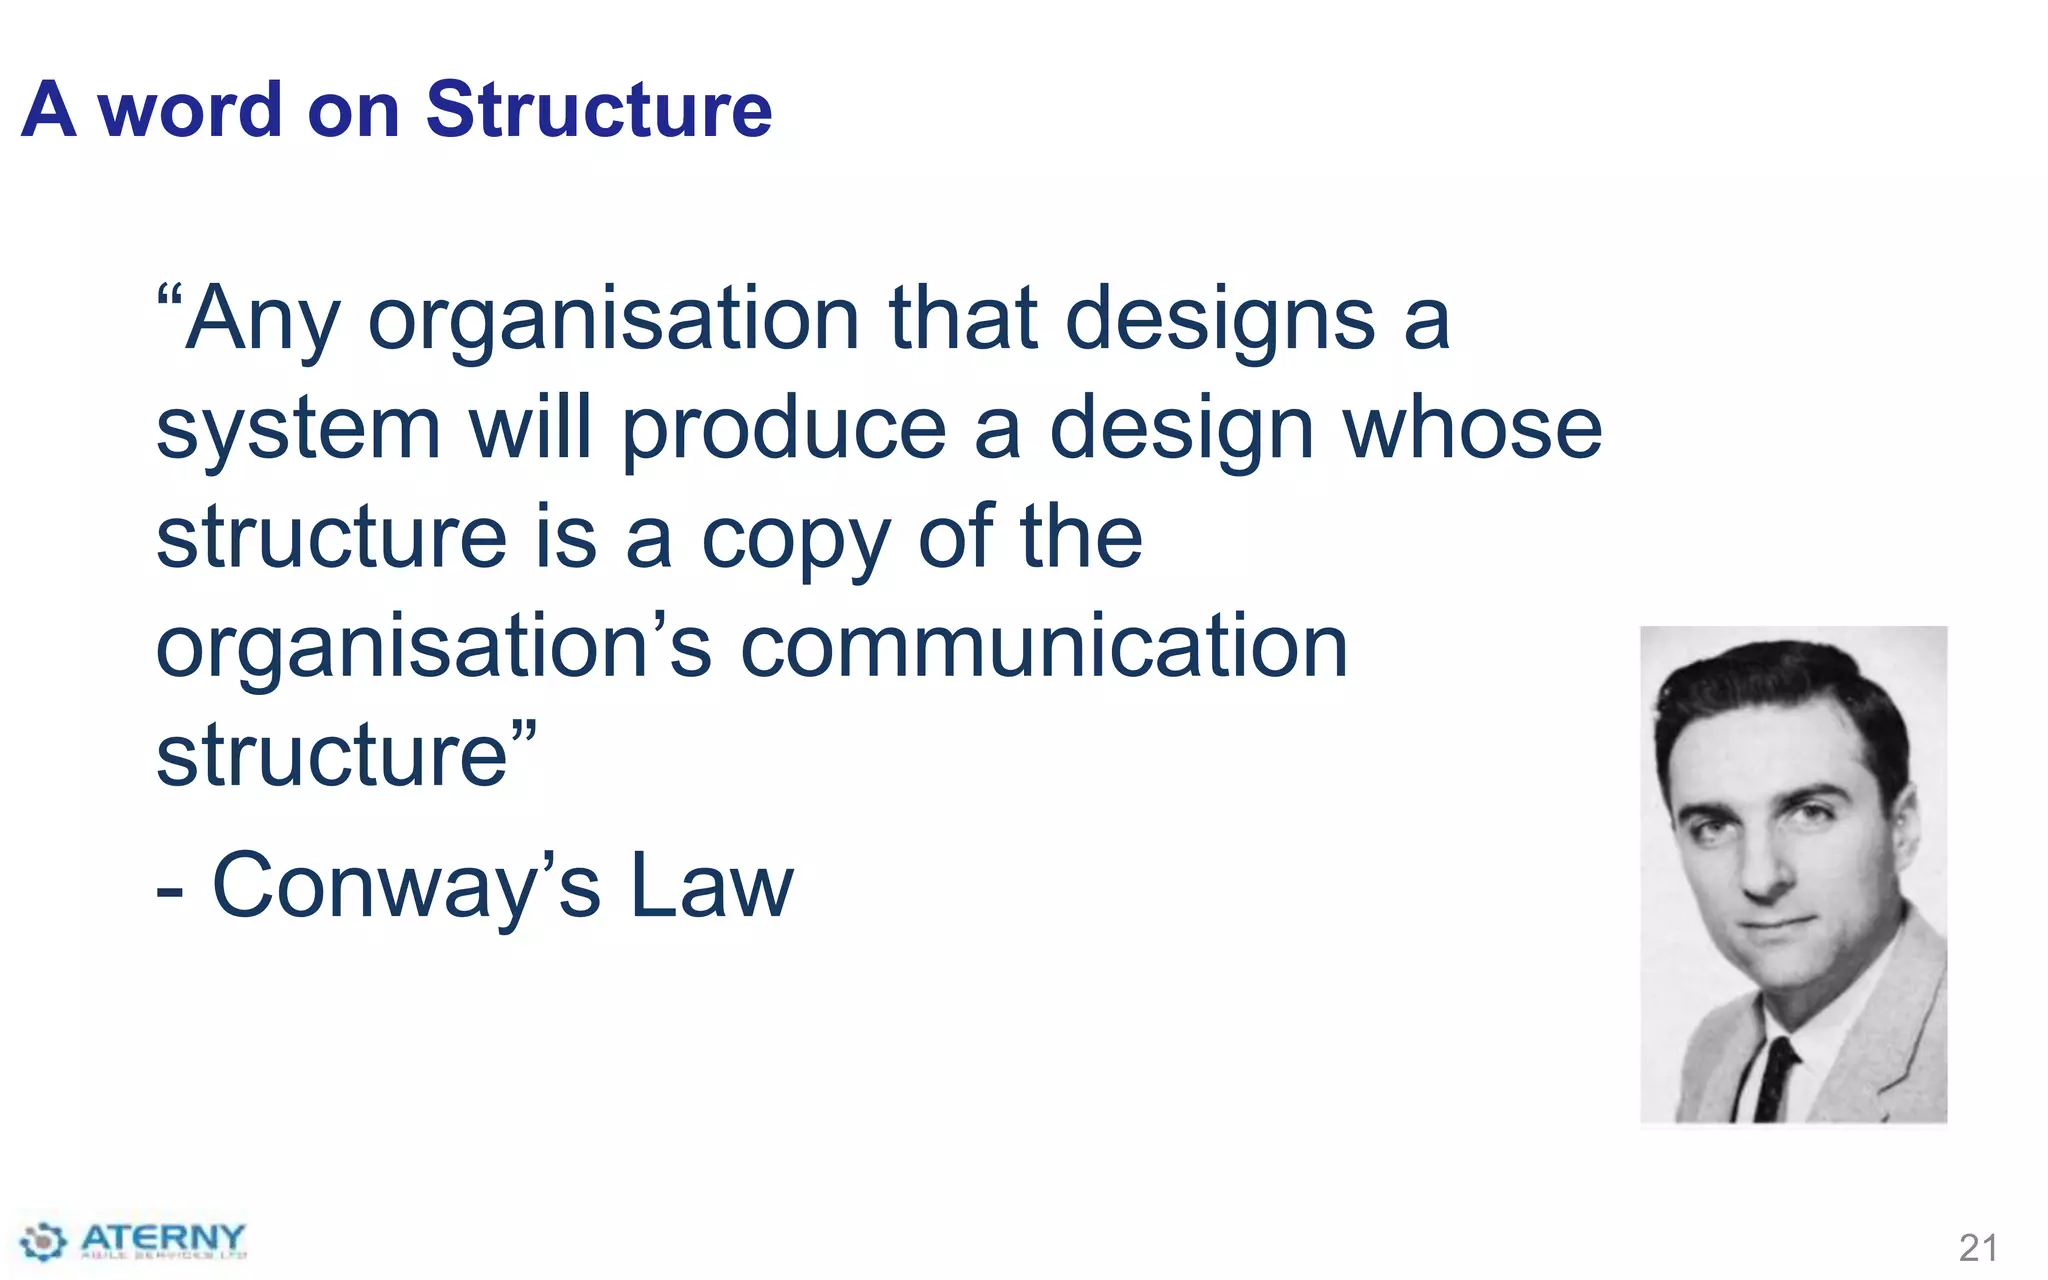 A word on Structure
“Any organisation that designs a
system will produce a design whose
structure is a copy of the
organisation’s communication
structure”
- Conway’s Law
ATERNY
AGILE SERVICES LTD
21